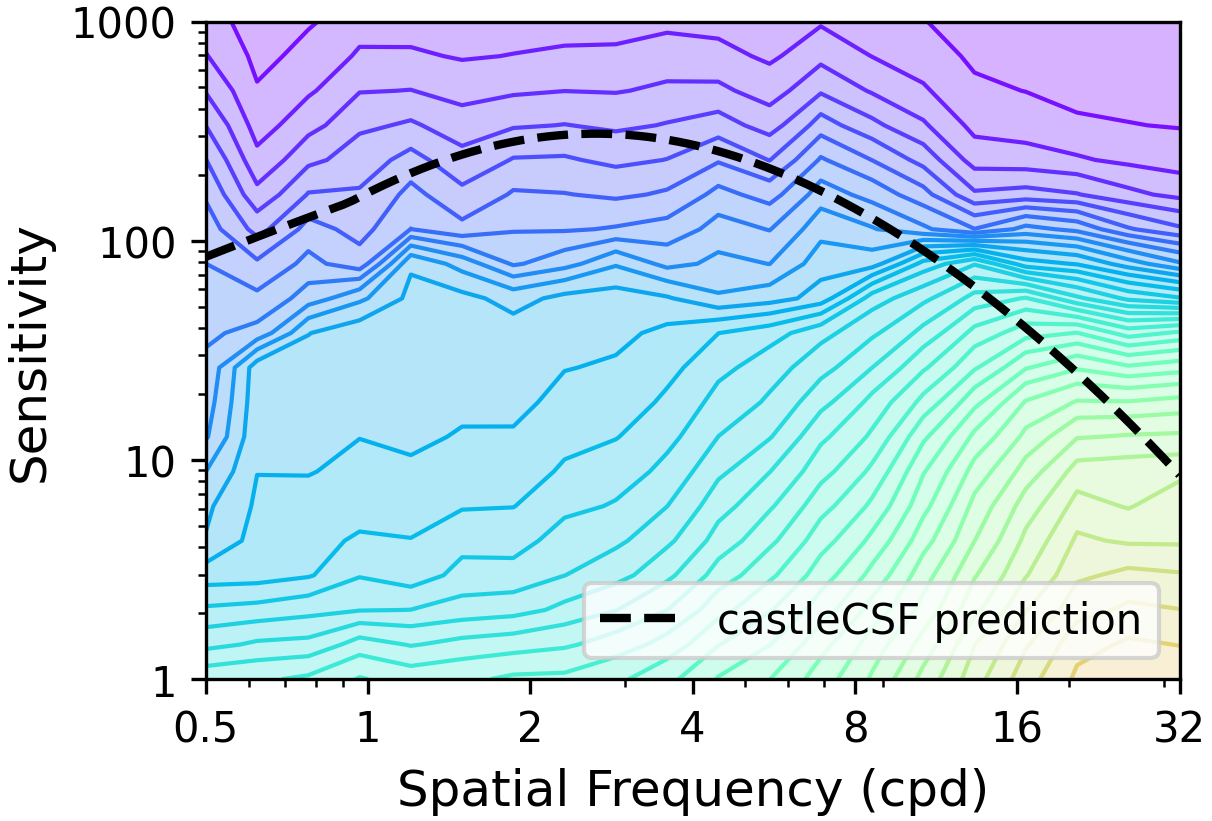 1000
100
10
1
Sensitivity
castleCSF prediction
0.5 1 2 4 8 16 32
Spatial Frequency (cpd)